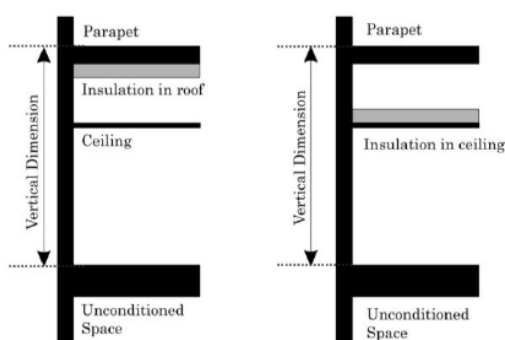 Parapet
Insulation in roof
Ceiling
Vertical Dimension
Unconditioned
Space
Parapet
Insulation in ceiling
Vertical Dimension
Unconditioned
Space